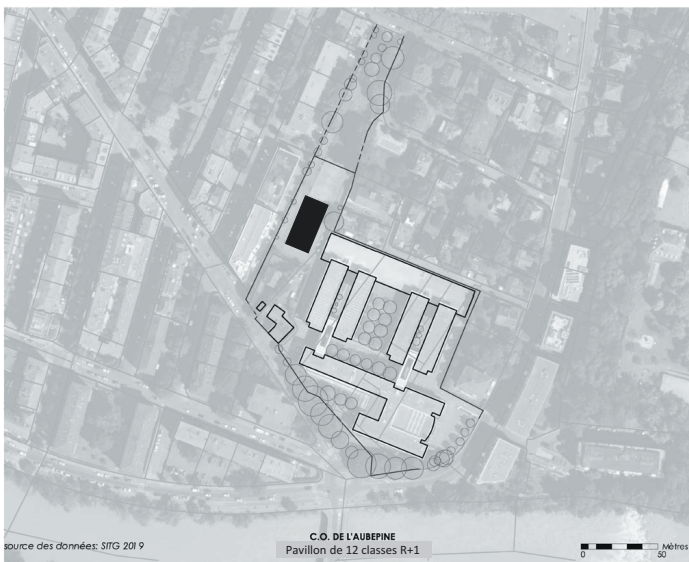 C.O. DE L'AUBEPINE
source des données: SITG 2019
Pavillon de 12 classes R+1
Mètres
0 50